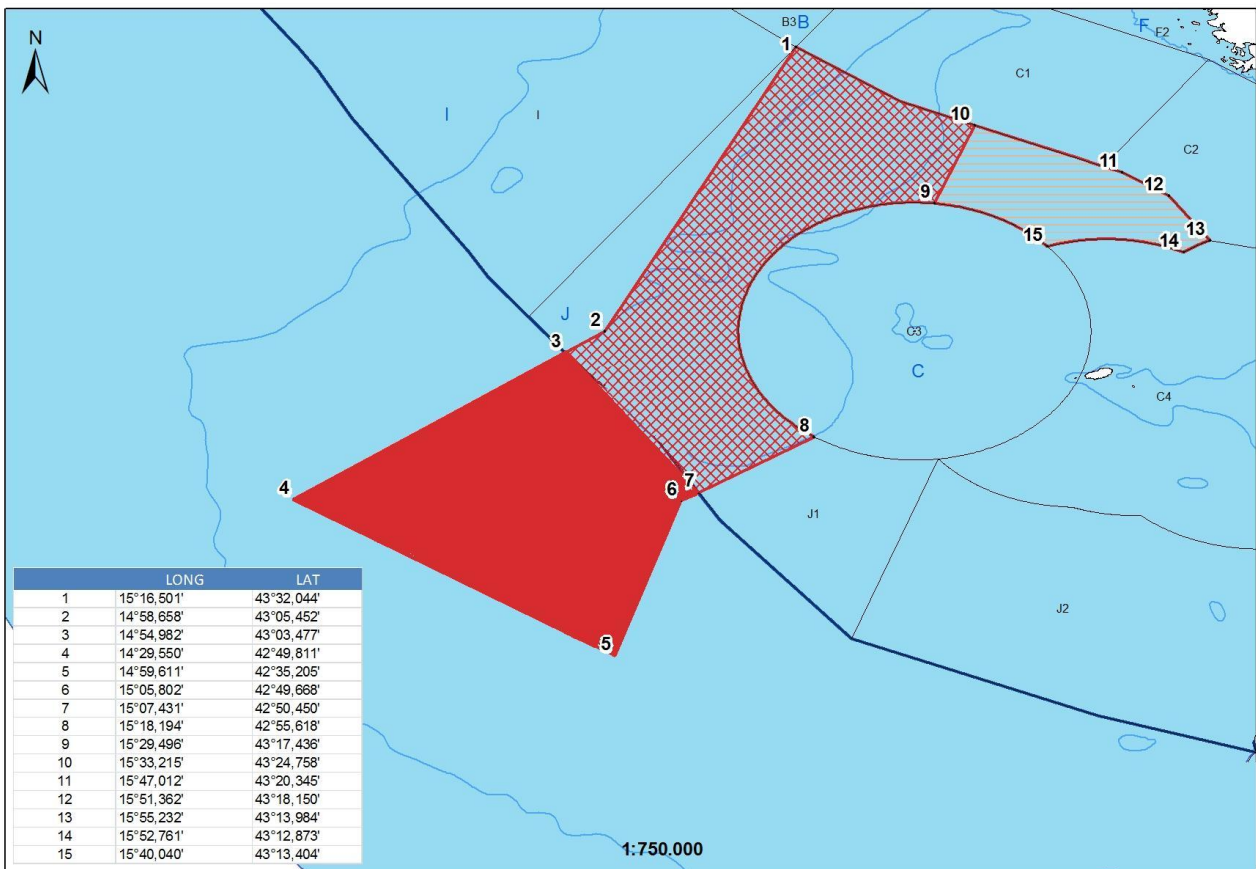 N
B3
B
F
F2
1
C1
I
I
10
C2
11
12
9
13
15
14
J
2
C3
3
C
C4
8
7
6
4
J1
J2
5
LONG LAT
1 15°16,501' 43°32,044'
2 14°58,658' 43°05,452'
3 14°54,982' 43°03,477'
4 14°29,550' 42°49,811'
5 14°59,611' 42°35,205'
6 15°05,802' 42°49,668'
7 15°07,431' 42°50,450'
8 15°18,194' 42°55,618'
9 15°29,496' 43°17,436'
10 15°33,215' 43°24,758'
11 15°47,012' 43°20,345'
12 15°51,362' 43°18,150'
13 15°55,232' 43°13,984'
14 15°52,761' 43°12,873'
15 15°40,040' 43°13,404'
1:750.000